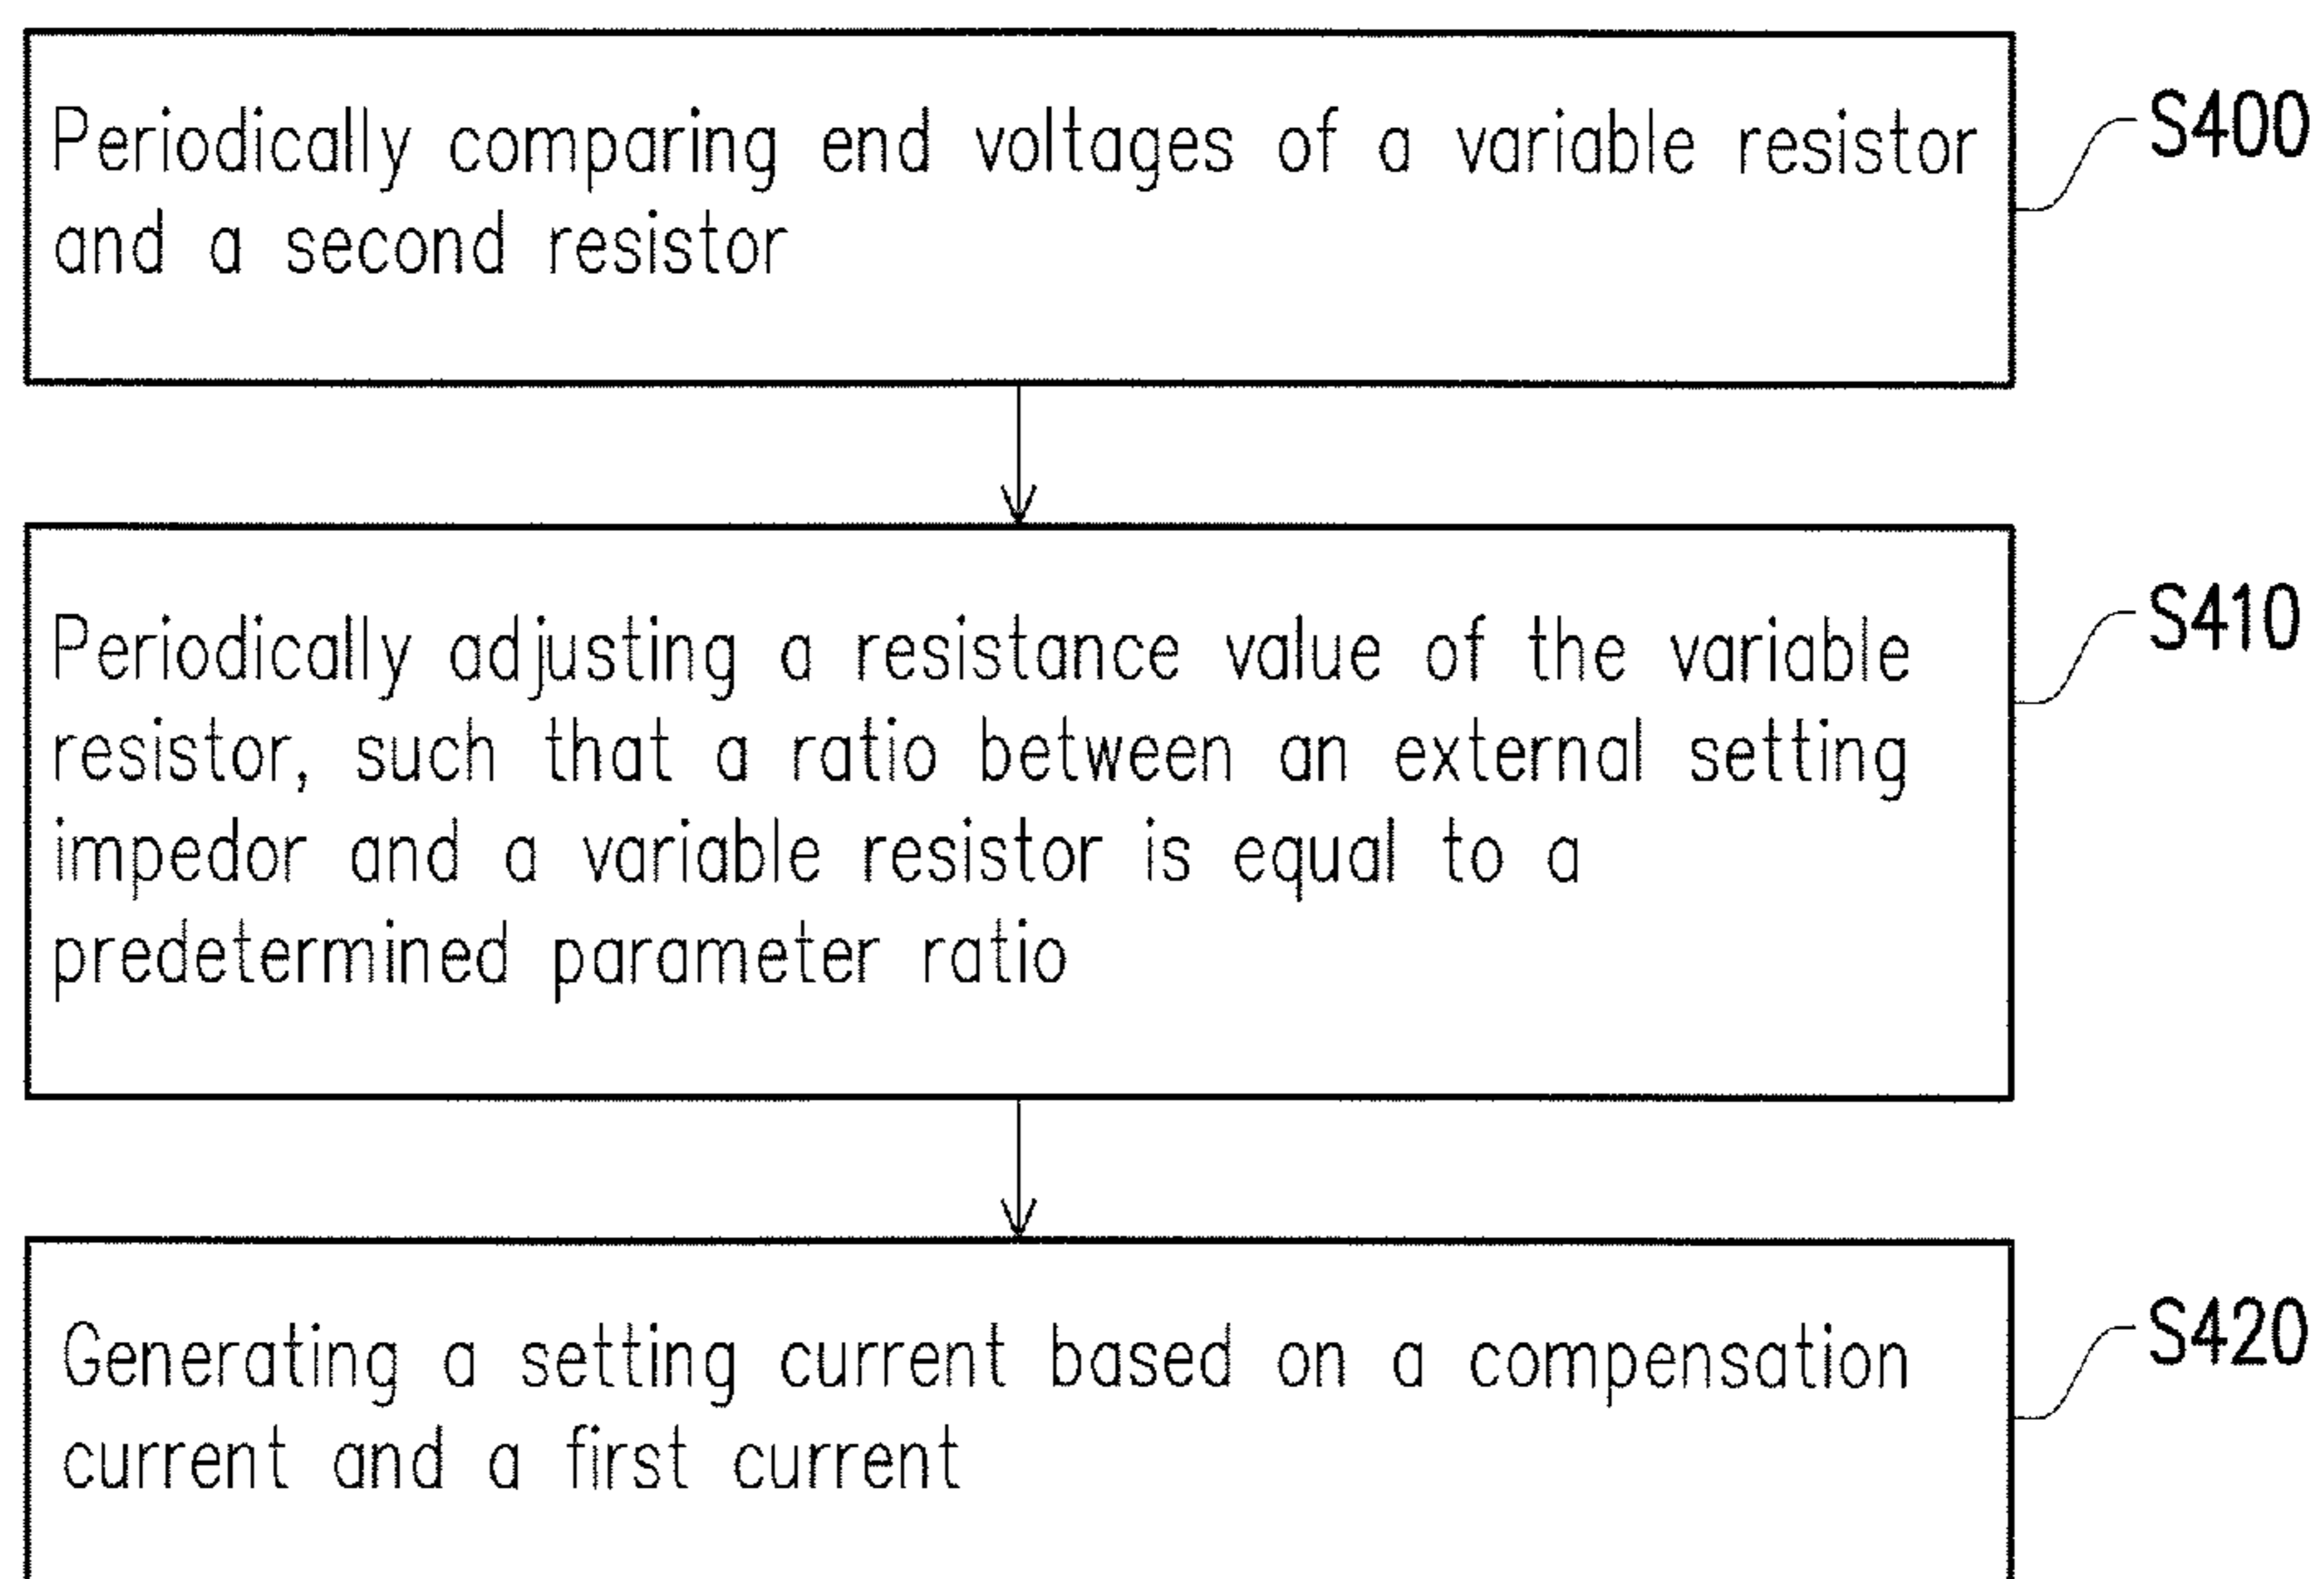 Periodically comparing end voltages of a variable resistor
and a second resistor
S400
Periodically adjusting a resistance value of the variable
resistor, such that a ratio between an external setting
impedor and a variable resistor is equal to a
predetermined parameter ratio
S410
Generating a setting current based on a compensation
current and a first current
S420